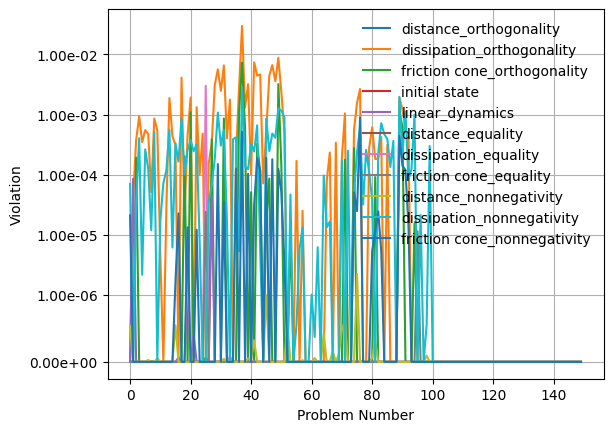 distance_orthogonality
dissipation_orthogonality
friction cone_orthogonality
initial state
linear_dynamics
distance_equality
dissipation_equality
friction cone_equality
distance_nonnegativity
dissipation_nonnegativity
friction cone_nonnegativity
1.00e-02
1.00e-03
1.00e-04
1.00e-05
1.00e-06
0.00e+00
Violation
0 20 40 60 80 100 120 140
Problem Number